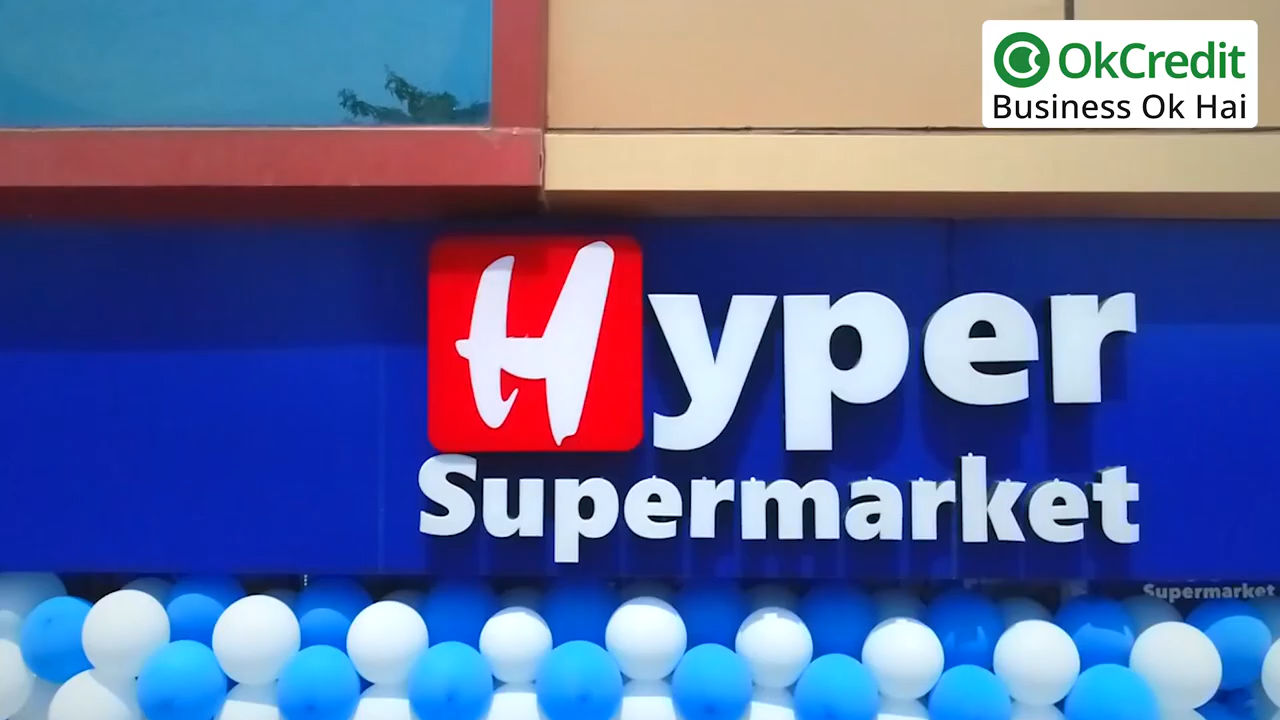 OkCredit
Business Ok Hai
Hyper
Supermarket
Supermarket